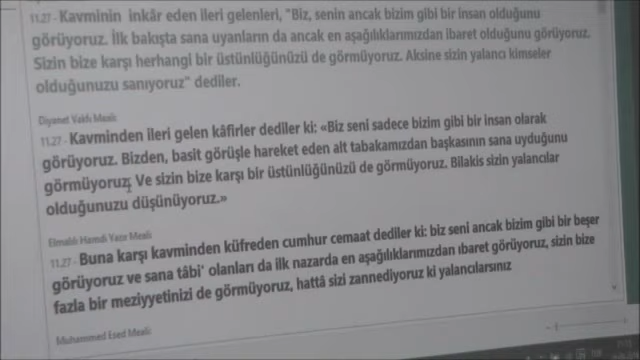 11.27 - Kavminin inkâr eden ileri gelenleri, "Biz, senin ancak bizim gibi bir insan olduğunu
görüyoruz. İlk bakışta sana uyanların da ancak en aşağılıklarımızdan ibaret olduğunu görüyoruz.
Sizin bize karşı herhangi bir üstünlüğünüzü de görmüyoruz. Aksine sizin yalancı kimseler
olduğunuzu sanıyoruz" dediler.
Diyanet Vakfı Meali:
11.27 - Kavminden ileri gelen kâfirler dediler ki: «Biz seni sadece bizim gibi bir insan olarak
görüyoruz. Bizden, basit görüşle hareket eden alt tabakamızdan başkasının sana uyduğunu
görmüyoruz. Ve sizin bize karşı bir üstünlüğünüzü de görmüyoruz. Bilakis sizin yalancılar
olduğunuzu düşünüyoruz.»
Elmalılı Hamdi Yazır Meali:
11.27 - Buna karşı kavminden küfreden cumhur cemaat dediler ki: biz seni ancak bizim gibi bir beşer
görüyoruz ve sana tâbi' olanları da ilk nazarda en aşağılıklarımızdan ıbaret görüyoruz, sizin bize
fazla bir meziyyetinizi de görmüyoruz, hattâ sizi zannediyoruz ki yalancılarsınız
Muhammed Esed Meali: